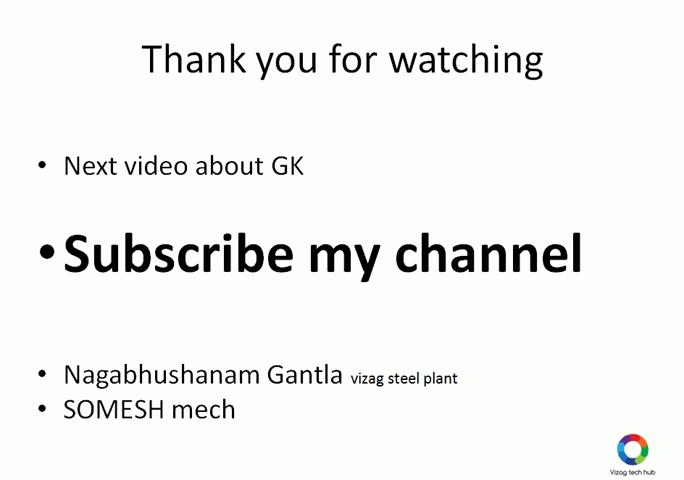 Thank you for watching
• Next video about GK
• Subscribe my channel
• Nagabhushanam Gantla vizag steel plant
• SOMESH mech
Vizag tech hub